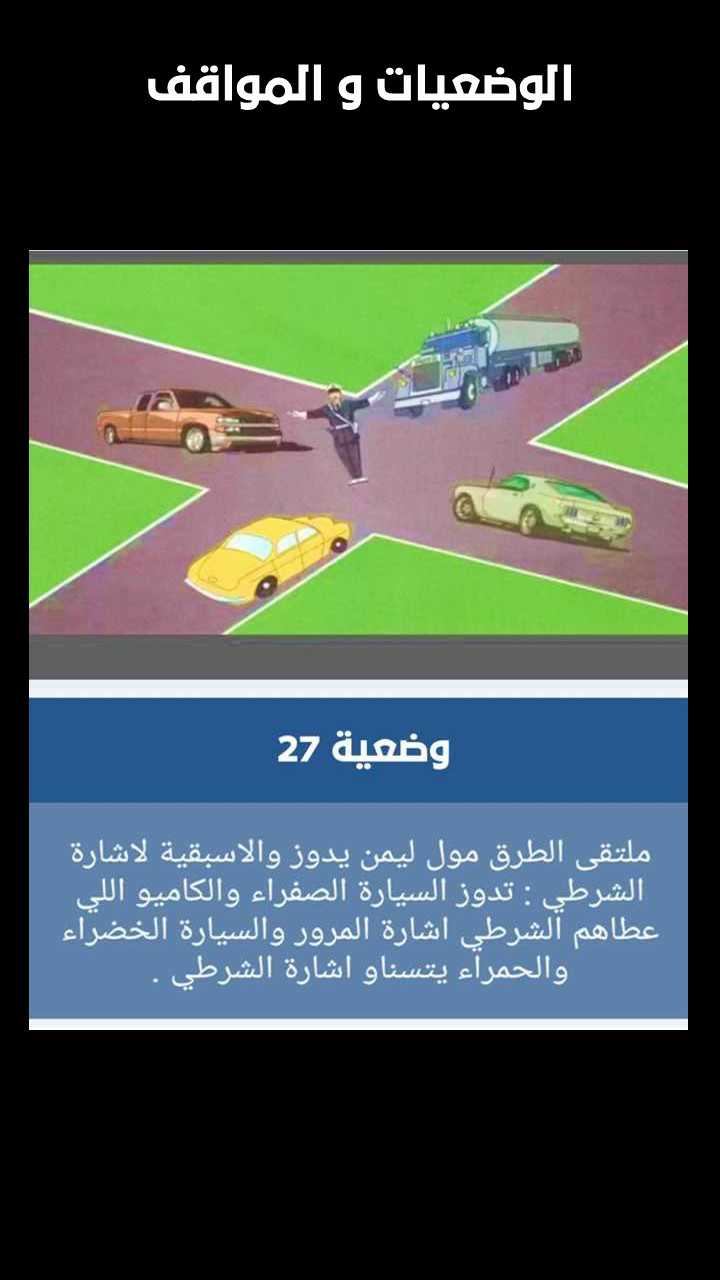 الوضعيات و المواقف
وضعية 27
ملتقى الطرق مول ليمن يدوز والاسبقية لاشارة
الشرطي : تدوز السيارة الصفراء والكاميو اللي
عطاهم الشرطي اشارة المرور والسيارة الخضراء
والحمراء يتسناو اشارة الشرطي .